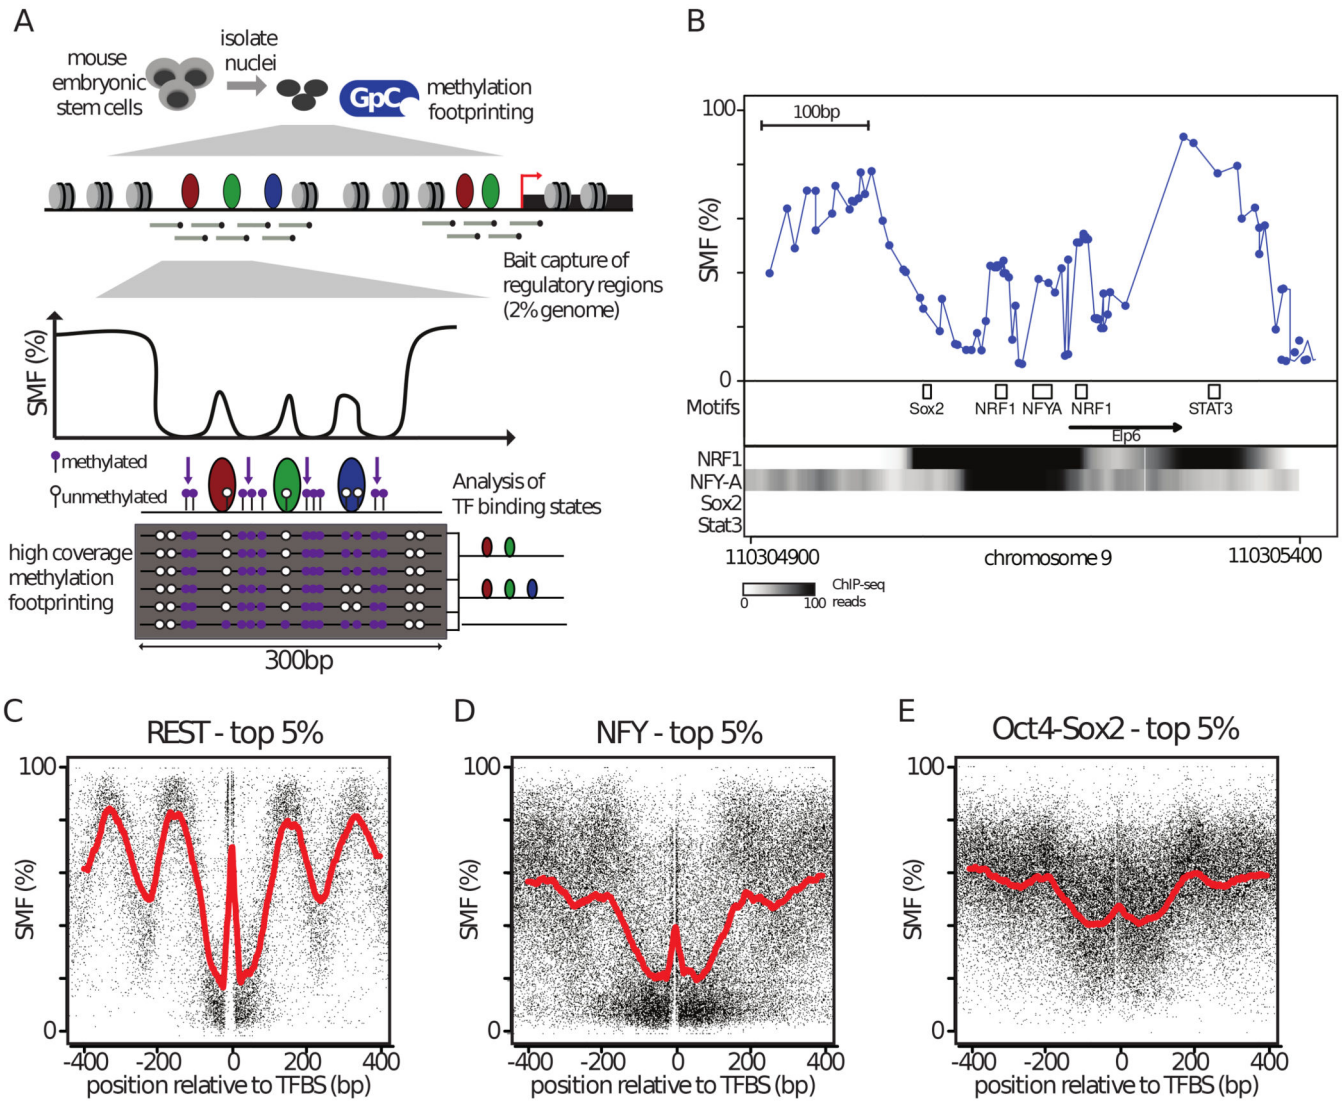 A
mouse
embryonic
stem cells
isolate
nuclei
GpC
methylation
footprinting
Bait capture of
regulatory regions
(2% genome)
SMF (%)
methylated
unmethylated
Analysis of
TF binding states
high coverage
methylation
footprinting
300bp
B
100
100bp
SMF (%)
0
Motifs
Sox2
NRF1
NFYA
NRF1
STAT3
Elp6
NRF1
NFY-A
Sox2
Stat3
110304900
chromosome 9
110305400
0
100
ChIP-seq
reads
C
REST - top 5%
100
SMF (%)
0
-400
-200
0
200
400
position relative to TFBS (bp)
D
NFY - top 5%
100
SMF (%)
0
-400
-200
0
200
400
position relative to TFBS (bp)
E
Oct4-Sox2 - top 5%
100
SMF (%)
0
-400
-200
0
200
400
position relative to TFBS (bp)